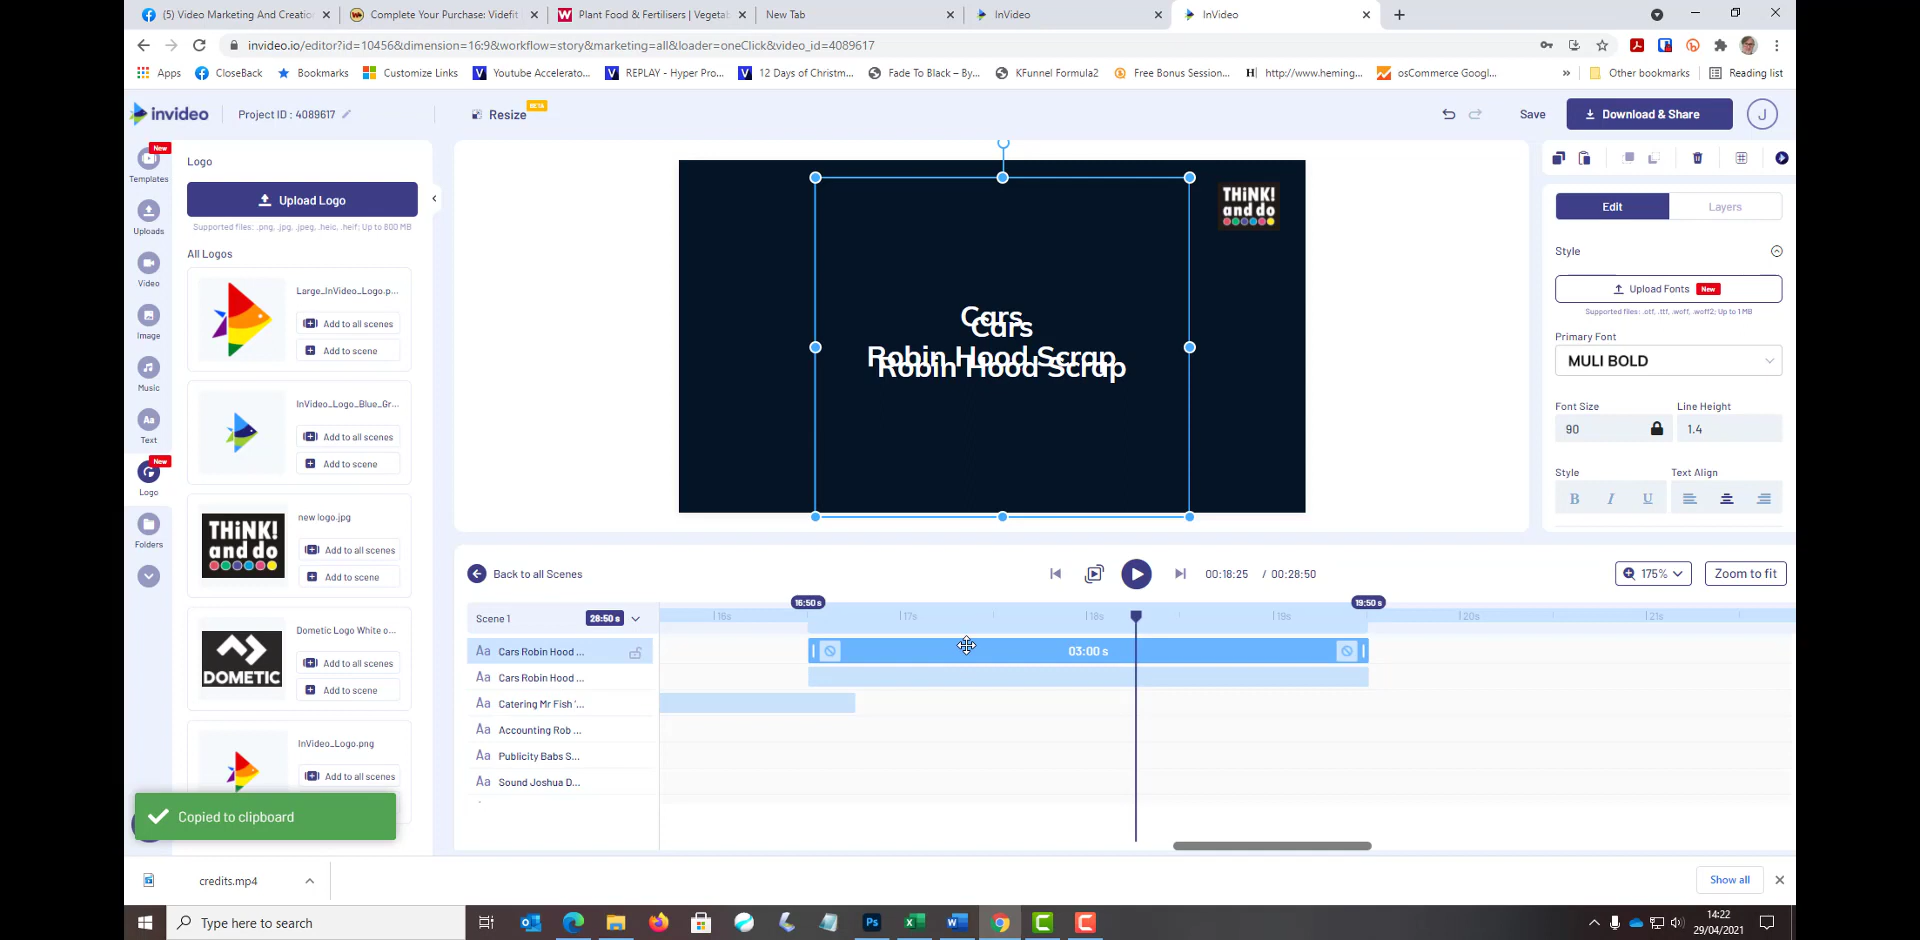 (5) Video Marketing And Creatio
Complete Your Purchase: Videfit
Plant Food & Fertilisers | Vegetab
New Tab
InVideo
InVideo
invideo.io/editor?id=10456&dimension=16:9&workflow=story&marketing=all&loader=oneClick&video_id=4089617
Apps
CloseBack
Bookmarks
Customize Links
Youtube Accelerato...
REPLAY - Hyper Pro...
12 Days of Christm...
Fade To Black – By...
KFunnel Formula2
Free Bonus Session...
http://www.heming...
osCommerce Googl...
»
Other bookmarks
Reading list
invideo
Project ID : 4089617
Resize
BETA
Save
Download & Share
J
New
Templates
Uploads
Video
Image
Music
Aa
Text
New
Logo
Folders
Logo
Upload Logo
Supported files: .png, .jpg, .jpeg, .heic, .heif; Up to 800 MB
All Logos
Large_InVideo_Logo.p...
Add to all scenes
Add to scene
InVideo_Logo_Blue_Gr...
Add to all scenes
Add to scene
THiNK!
and do
new logo.jpg
Add to all scenes
Add to scene
DOMETIC
Dometic Logo White o...
Add to all scenes
Add to scene
InVideo_Logo.png
Add to all scenes
Copied to clipboard
THiNK!
and do
Cars
Cars
Robin Hood Scrap
Robin Hood Scrap
Edit
Layers
Style
Upload Fonts
New
Supported files: .otf, .ttf, .woff, .woff2; Up to 1 MB
Primary Font
MULI BOLD
Font Size
Line Height
90
1.4
Style
Text Align
B I U
Back to all Scenes
00:18:25 / 00:28:50
175%
Zoom to fit
16:50 s
19:50 s
Scene 1
28:50 s
16s
17s
18s
19s
20s
21s
Aa Cars Robin Hood ...
03:00 s
Aa Cars Robin Hood ...
Aa Catering Mr Fish '...
Aa Accounting Rob ...
Aa Publicity Babs S...
Aa Sound Joshua D...
credits.mp4
Show all
Type here to search
Ps
14:22
29/04/2021